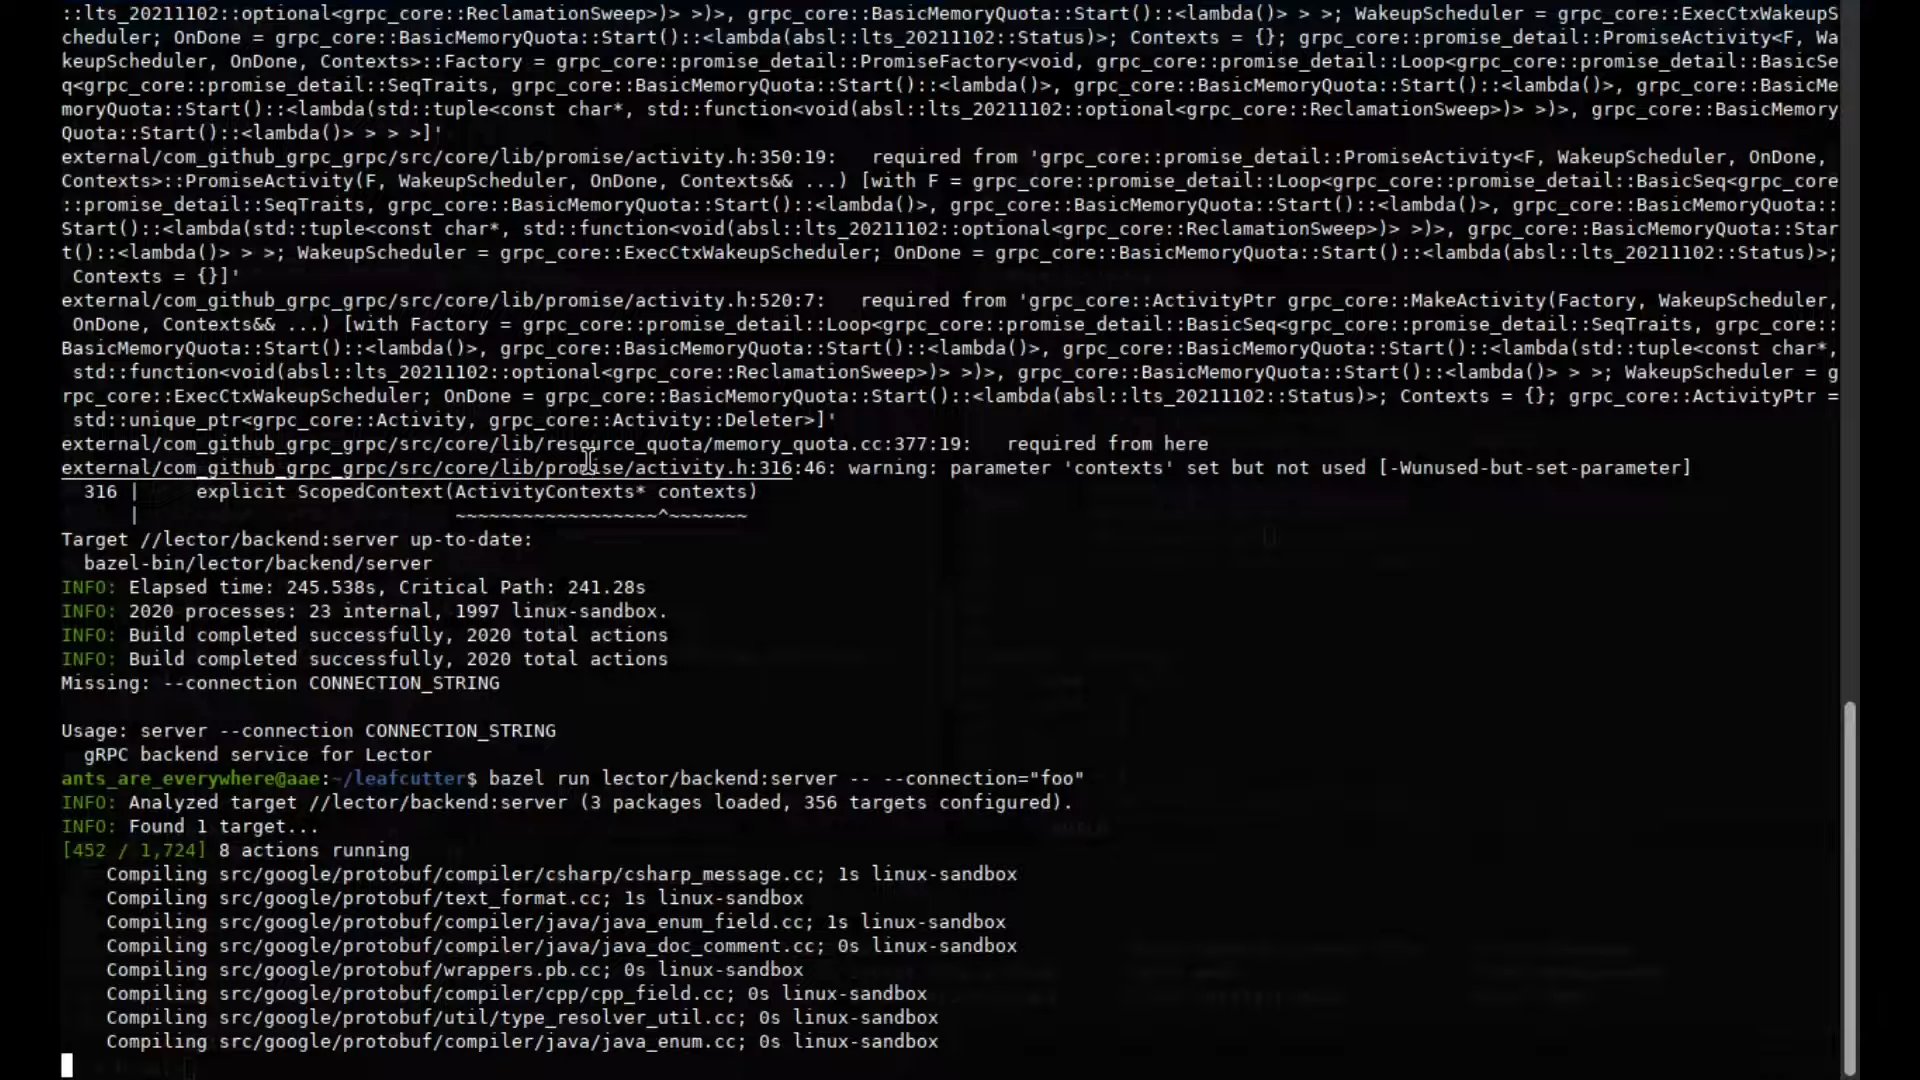 ::lts_20211102::optional<grpc_core::ReclamationSweep>)> >)>, grpc_core::BasicMemoryQuota::Start()::<lambda()> > >; WakeupScheduler = grpc_core::ExecCtxWakeupS
cheduler; OnDone = grpc_core::BasicMemoryQuota::Start()::<lambda(absl::lts_20211102::Status)>; Contexts = {}; grpc_core::promise_detail::PromiseActivity<F, Wa
keupScheduler, OnDone, Contexts>::Factory = grpc_core::promise_detail::PromiseFactory<void, grpc_core::promise_detail::Loop<grpc_core::promise_detail::BasicSe
q<grpc_core::promise_detail::SeqTraits, grpc_core::BasicMemoryQuota::Start()::<lambda()>, grpc_core::BasicMemoryQuota::Start()::<lambda()>, grpc_core::BasicMe
moryQuota::Start()::<lambda(std::tuple<const char*, std::function<void(absl::lts_20211102::optional<grpc_core::ReclamationSweep>)> >)>, grpc_core::BasicMemory
Quota::Start()::<lambda()> > > >]'
external/com_github_grpc_grpc/src/core/lib/promise/activity.h:350:19:   required from 'grpc_core::promise_detail::PromiseActivity<F, WakeupScheduler, OnDone,
Contexts>::PromiseActivity(F, WakeupScheduler, OnDone, Contexts&& ...) [with F = grpc_core::promise_detail::Loop<grpc_core::promise_detail::BasicSeq<grpc_core
::promise_detail::SeqTraits, grpc_core::BasicMemoryQuota::Start()::<lambda()>, grpc_core::BasicMemoryQuota::Start()::<lambda()>, grpc_core::BasicMemoryQuota::
Start()::<lambda(std::tuple<const char*, std::function<void(absl::lts_20211102::optional<grpc_core::ReclamationSweep>)> >)>, grpc_core::BasicMemoryQuota::Star
t()::<lambda()> > >; WakeupScheduler = grpc_core::ExecCtxWakeupScheduler; OnDone = grpc_core::BasicMemoryQuota::Start()::<lambda(absl::lts_20211102::Status)>;
 Contexts = {}]'
external/com_github_grpc_grpc/src/core/lib/promise/activity.h:520:7:   required from 'grpc_core::ActivityPtr grpc_core::MakeActivity(Factory, WakeupScheduler,
 OnDone, Contexts&& ...) [with Factory = grpc_core::promise_detail::Loop<grpc_core::promise_detail::BasicSeq<grpc_core::promise_detail::SeqTraits, grpc_core::
BasicMemoryQuota::Start()::<lambda()>, grpc_core::BasicMemoryQuota::Start()::<lambda()>, grpc_core::BasicMemoryQuota::Start()::<lambda(std::tuple<const char*,
 std::function<void(absl::lts_20211102::optional<grpc_core::ReclamationSweep>)> >)>, grpc_core::BasicMemoryQuota::Start()::<lambda()> > >; WakeupScheduler = g
rpc_core::ExecCtxWakeupScheduler; OnDone = grpc_core::BasicMemoryQuota::Start()::<lambda(absl::lts_20211102::Status)>; Contexts = {}; grpc_core::ActivityPtr =
 std::unique_ptr<grpc_core::Activity, grpc_core::Activity::Deleter>]'
external/com_github_grpc_grpc/src/core/lib/resource_quota/memory_quota.cc:377:19:   required from here
external/com_github_grpc_grpc/src/core/lib/promise/activity.h:316:46: warning: parameter 'contexts' set but not used [-Wunused-but-set-parameter]
  316 |     explicit ScopedContext(ActivityContexts* contexts)
      |                            ~~~~~~~~~~~~~~~~~~^~~~~~~~
Target //lector/backend:server up-to-date:
  bazel-bin/lector/backend/server
INFO: Elapsed time: 245.538s, Critical Path: 241.28s
INFO: 2020 processes: 23 internal, 1997 linux-sandbox.
INFO: Build completed successfully, 2020 total actions
INFO: Build completed successfully, 2020 total actions
Missing: --connection CONNECTION_STRING
Usage: server --connection CONNECTION_STRING
  gRPC backend service for Lector
ants_are_everywhere@aae:~/leafcutter$ bazel run lector/backend:server -- --connection="foo"
INFO: Analyzed target //lector/backend:server (3 packages loaded, 356 targets configured).
INFO: Found 1 target...
[452 / 1,724] 8 actions running
    Compiling src/google/protobuf/compiler/csharp/csharp_message.cc; 1s linux-sandbox
    Compiling src/google/protobuf/text_format.cc; 1s linux-sandbox
    Compiling src/google/protobuf/compiler/java/java_enum_field.cc; 1s linux-sandbox
    Compiling src/google/protobuf/compiler/java/java_doc_comment.cc; 0s linux-sandbox
    Compiling src/google/protobuf/wrappers.pb.cc; 0s linux-sandbox
    Compiling src/google/protobuf/compiler/cpp/cpp_field.cc; 0s linux-sandbox
    Compiling src/google/protobuf/util/type_resolver_util.cc; 0s linux-sandbox
    Compiling src/google/protobuf/compiler/java/java_enum.cc; 0s linux-sandbox